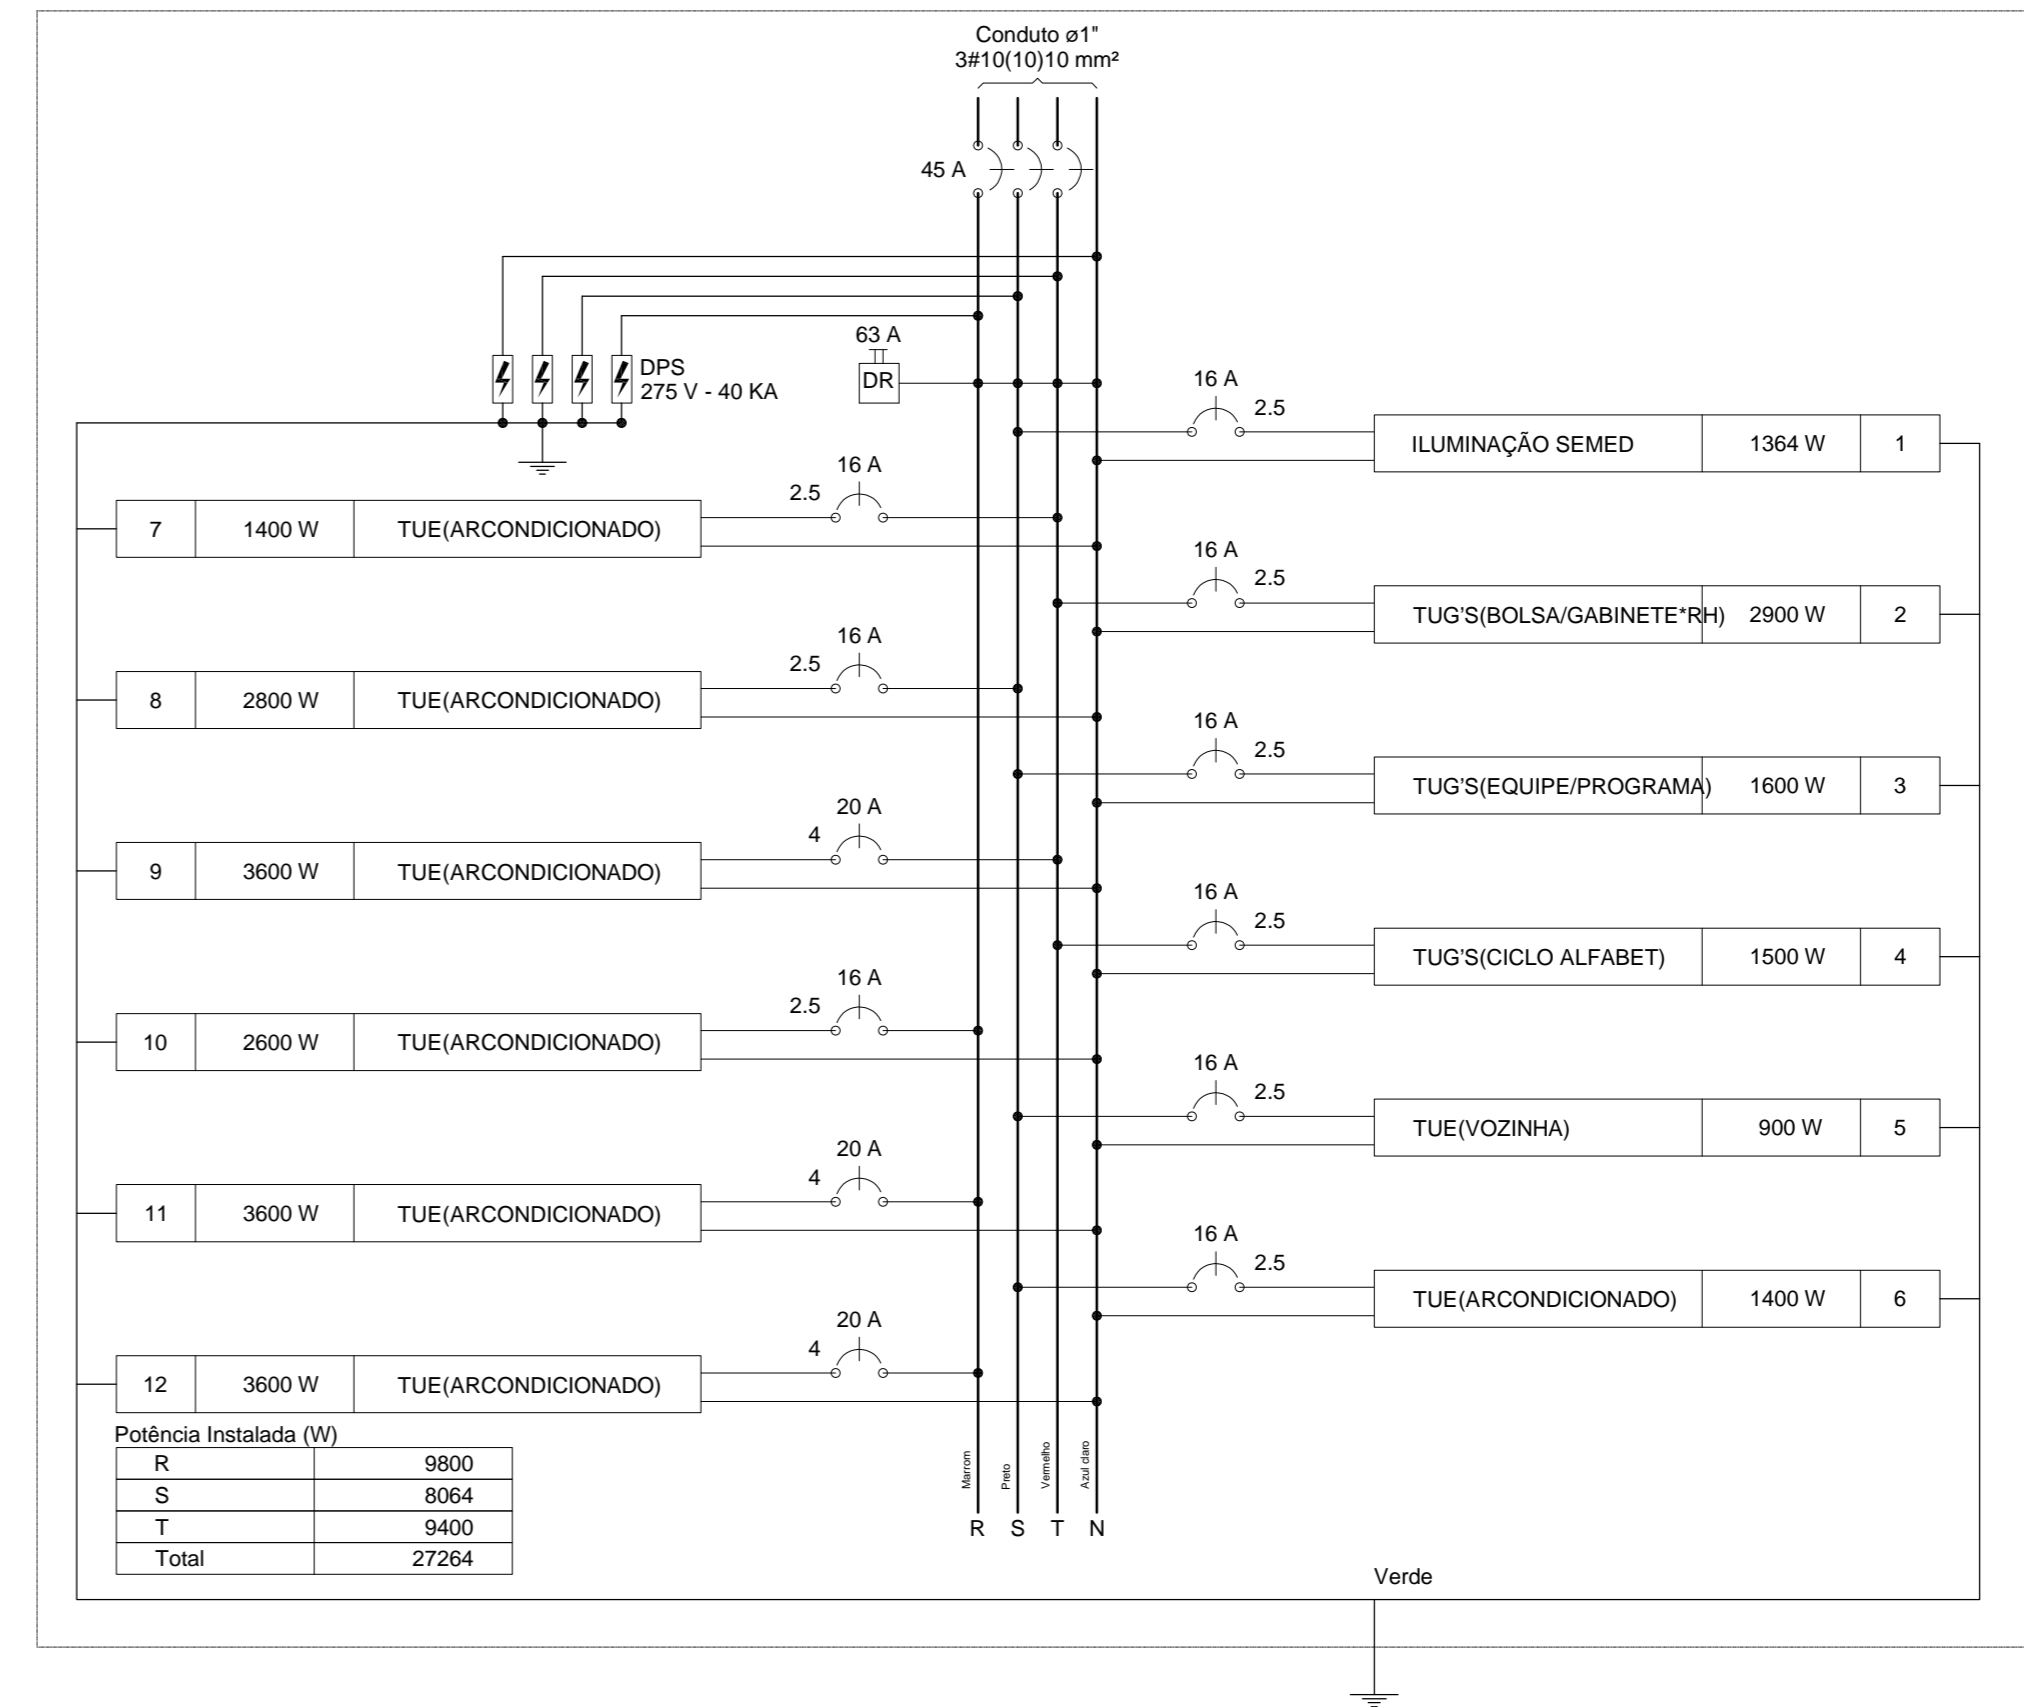 Conduto ø1"
3#10(10)10 mm²
45 A
DPS
275 V - 40 KA
63 A
DR
16 A
2.5
ILUMINAÇÃO SEMED 1364 W 1
16 A
2.5
7 1400 W TUE(ARCONDICIONADO)
16 A
2.5
TUG'S(BOLSA/GABINETE*RH) 2900 W 2
16 A
2.5
8 2800 W TUE(ARCONDICIONADO)
16 A
2.5
TUG'S(EQUIPE/PROGRAMA) 1600 W 3
20 A
4
9 3600 W TUE(ARCONDICIONADO)
16 A
2.5
TUG'S(CICLO ALFABET) 1500 W 4
16 A
2.5
10 2600 W TUE(ARCONDICIONADO)
16 A
2.5
TUE(VOZINHA) 900 W 5
20 A
4
11 3600 W TUE(ARCONDICIONADO)
16 A
2.5
TUE(ARCONDICIONADO) 1400 W 6
20 A
4
12 3600 W TUE(ARCONDICIONADO)
Potência Instalada (W)
R 9800
S 8064
T 9400
Total 27264
Marrom
Preto
Vermelho
Azul claro
R S T N
Verde